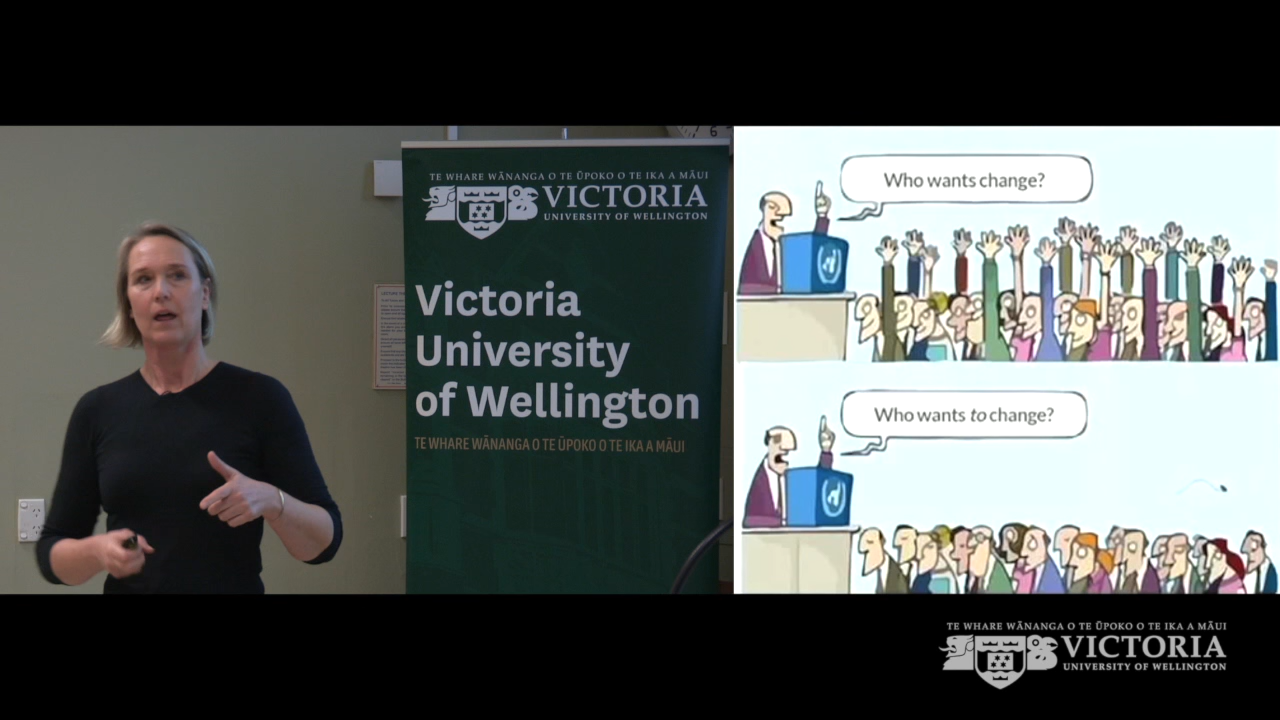 TE WHARE WĀNANGA O TE ŪPOKO O TE IKA A MĀUI
VICTORIA
UNIVERSITY OF WELLINGTON
Victoria
University
of Wellington
TE WHARE WĀNANGA O TE ŪPOKO O TE IKA A MĀUI
Who wants change?
Who wants to change?
TE WHARE WĀNANGA O TE ŪPOKO O TE IKA A MĀUI
VICTORIA
UNIVERSITY OF WELLINGTON